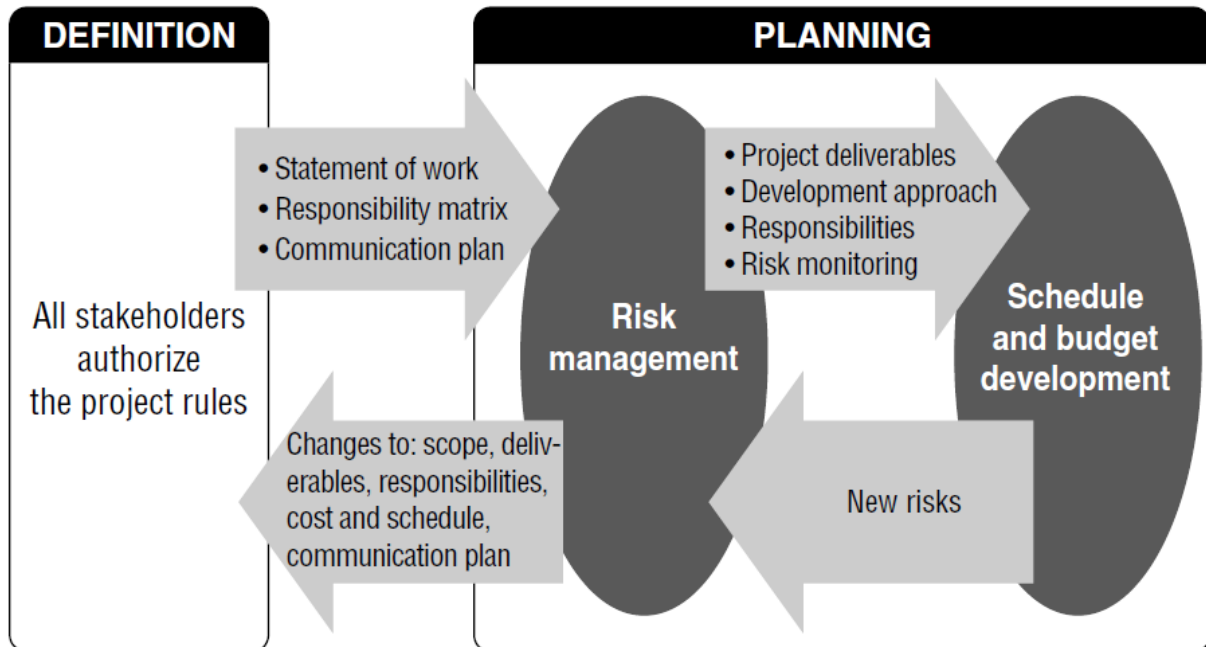 DEFINITION
All stakeholders
authorize
the project rules
• Statement of work
• Responsibility matrix
• Communication plan
Changes to: scope, deliv-
erables, responsibilities,
cost and schedule,
communication plan
PLANNING
Risk
management
• Project deliverables
• Development approach
• Responsibilities
• Risk monitoring
New risks
Schedule
and budget
development